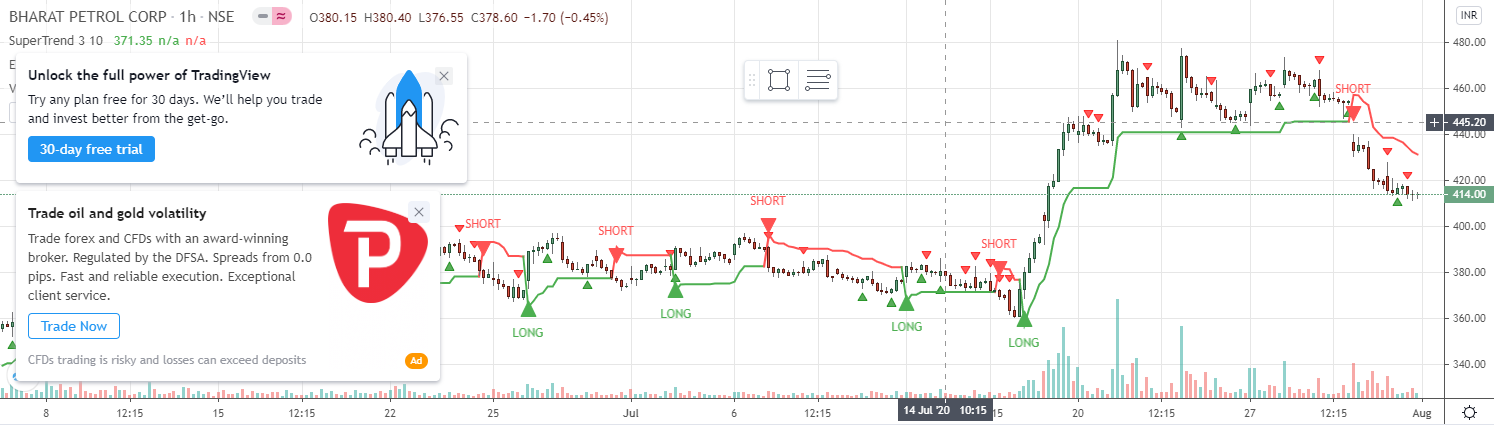 BHARAT PETROL CORP · 1h · NSE
O380.15 H380.40 L376.55 C378.60 −1.70 (−0.45%)
INR
SuperTrend 3 10 371.35 n/a n/a
E
V
Unlock the full power of TradingView
Try any plan free for 30 days. We'll help you trade
and invest better from the get-go.
30-day free trial
Trade oil and gold volatility
Trade forex and CFDs with an award-winning
broker. Regulated by the DFSA. Spreads from 0.0
pips. Fast and reliable execution. Exceptional
client service.
Trade Now
CFDs trading is risky and losses can exceed deposits
Ad
P
SHORT
LONG
SHORT
LONG
SHORT
LONG
SHORT
LONG
SHORT
480.00
460.00
445.20
440.00
420.00
414.00
400.00
380.00
360.00
340.00
8 12:15 15 12:15 22 25 Jul 6 12:15 14 Jul '20 10:15 :15 20 12:15 27 12:15 Aug